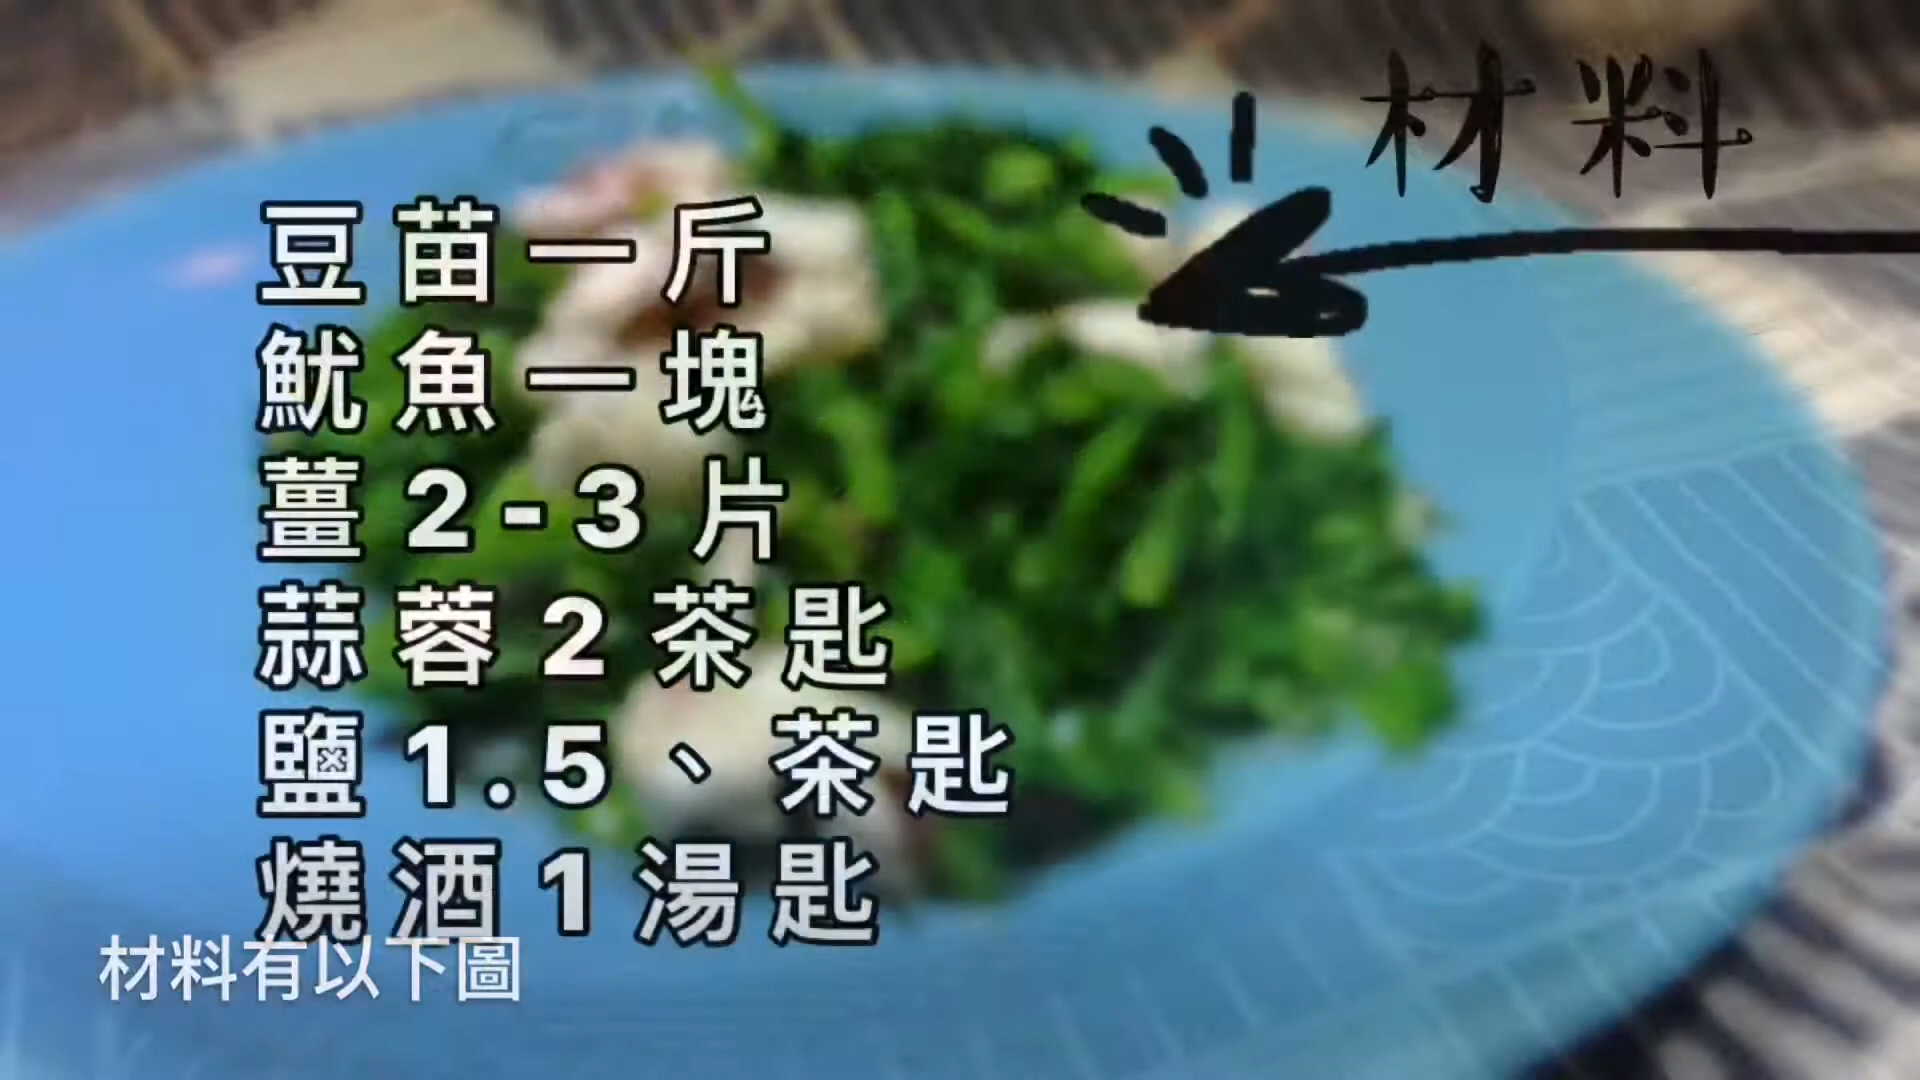 材料
豆苗一斤
魷魚一塊
薑2-3片
蒜蓉2茶匙
鹽1.5、茶匙
燒酒1湯匙
材料有以下圖